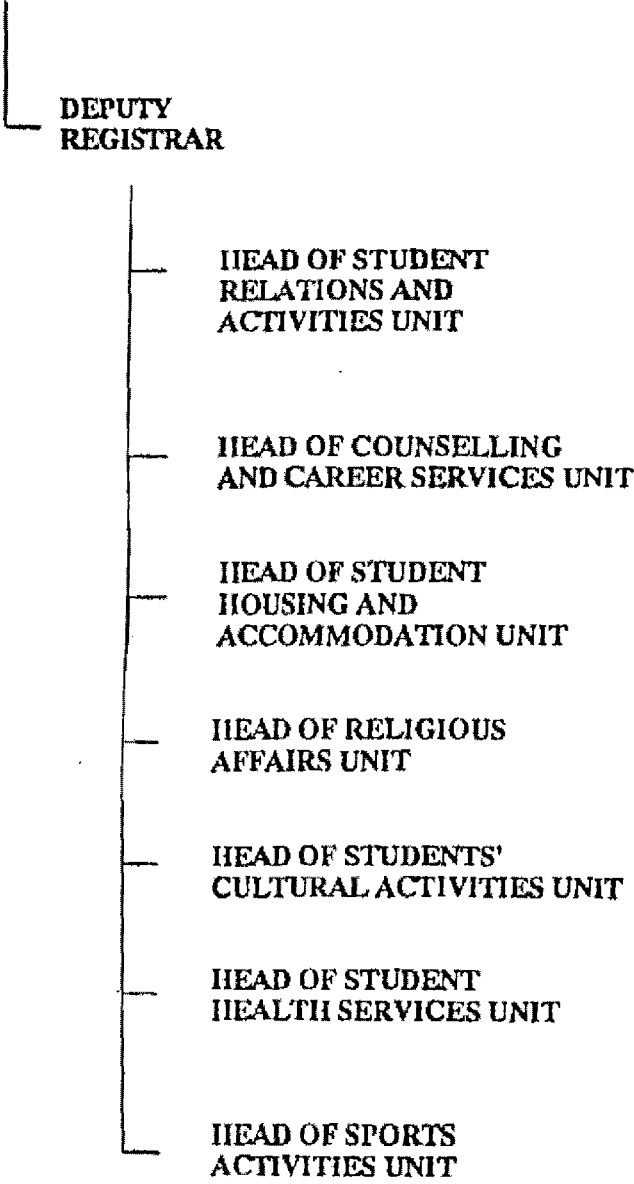 DEPUTY
REGISTRAR
HEAD OF STUDENT
RELATIONS AND
ACTIVITIES UNIT
HEAD OF COUNSELLING
AND CAREER SERVICES UNIT
HEAD OF STUDENT
HOUSING AND
ACCOMMODATION UNIT
HEAD OF RELIGIOUS
AFFAIRS UNIT
HEAD OF STUDENTS'
CULTURAL ACTIVITIES UNIT
HEAD OF STUDENT
HEALTH SERVICES UNIT
HEAD OF SPORTS
ACTIVITIES UNIT